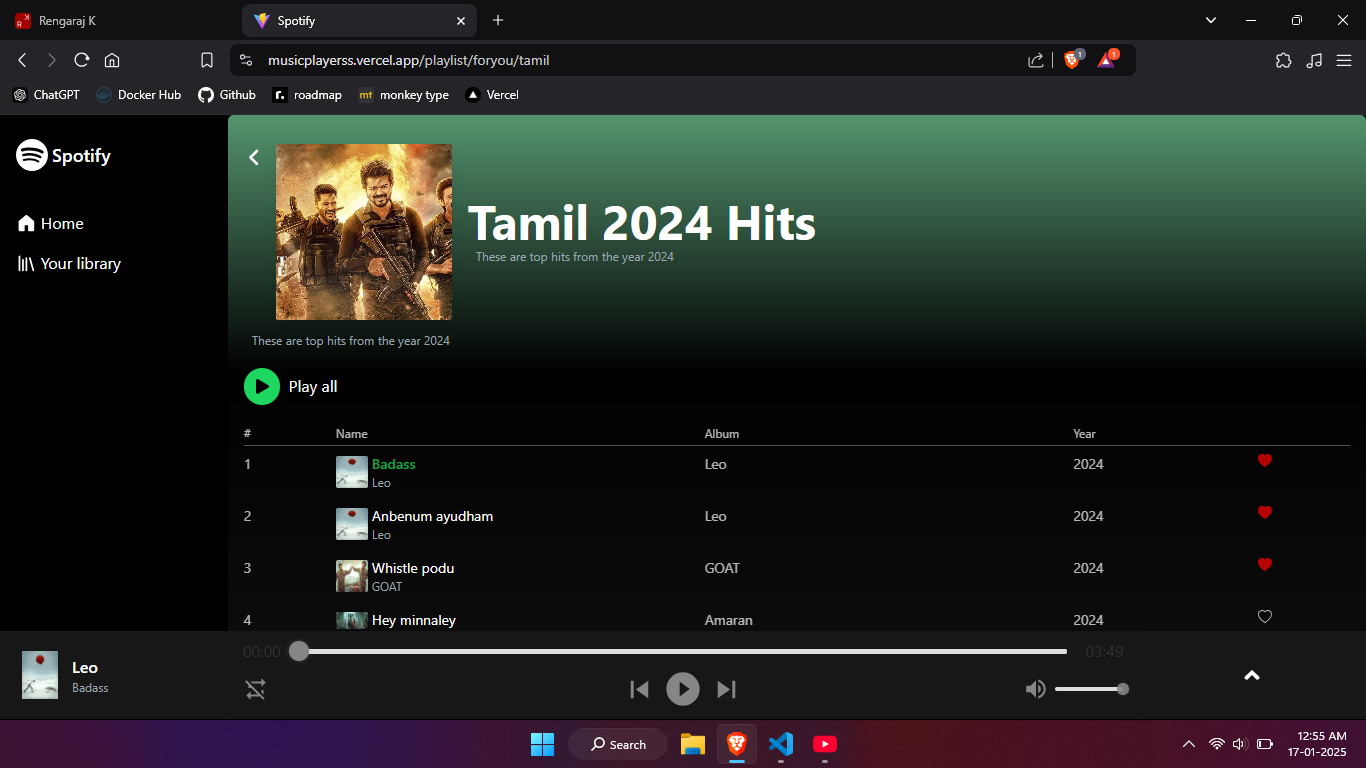 Rengaraj K
Spotify
musicplayerss.vercel.app/playlist/foryou/tamil
1
1
ChatGPT
Docker Hub
Github
r. roadmap
mt monkey type
Vercel
Spotify
Home
Your library
Tamil 2024 Hits
These are top hits from the year 2024
These are top hits from the year 2024
Play all
# Name Album Year
1 Badass Leo 2024
Leo
2 Anbenum ayudham Leo 2024
Leo
3 Whistle podu GOAT 2024
GOAT
4 Hey minnaley Amaran 2024
00:00 03:49
Leo
Badass
Search
12:55 AM
17-01-2025